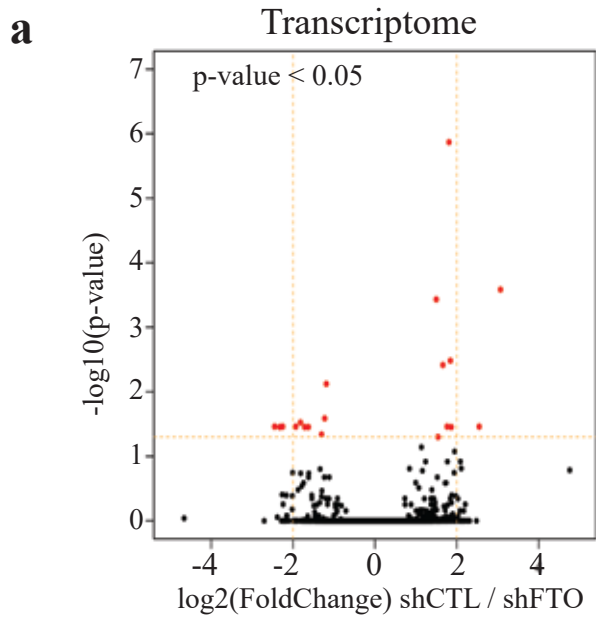 a
Transcriptome
p-value < 0.05
7
6
5
4
3
2
1
0
-log10(p-value)
-4 -2 0 2 4
log2(FoldChange) shCTL / shFTO